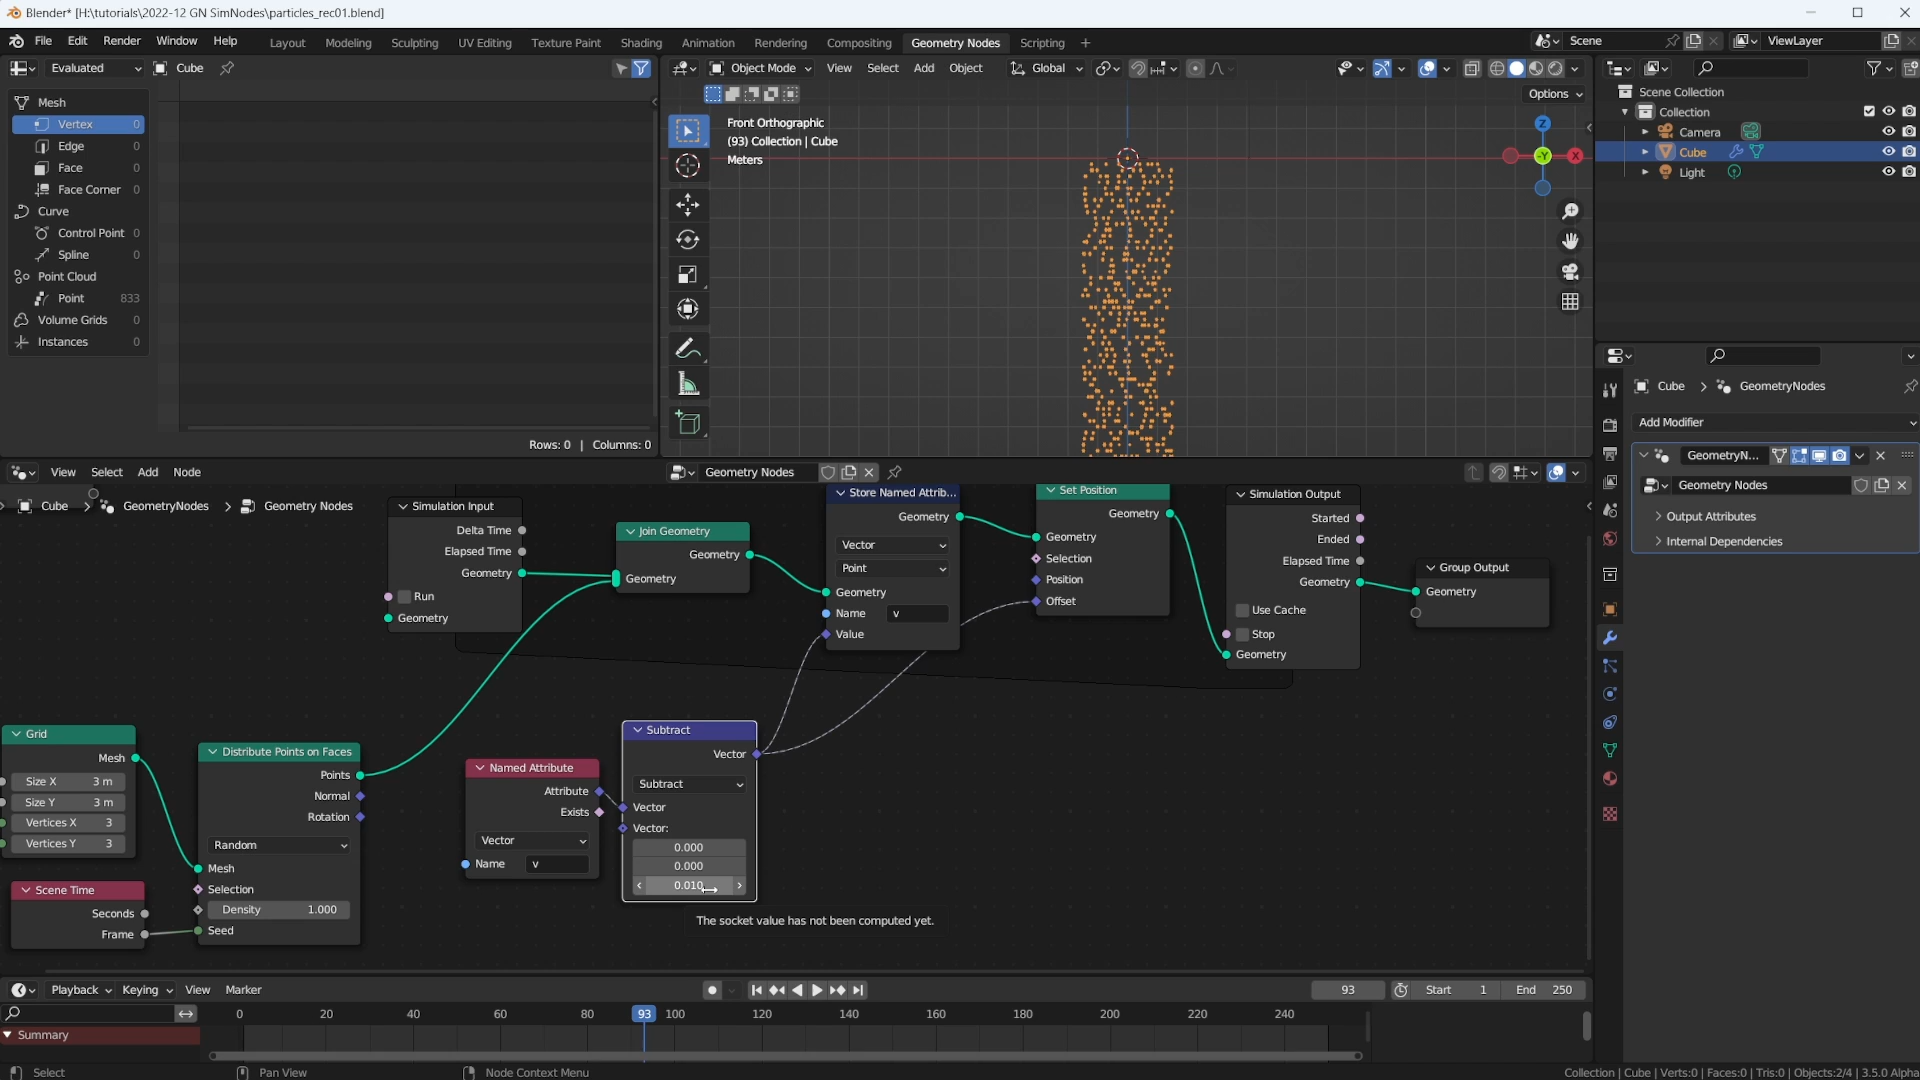 Blender* [H:\tutorials\2022-12 GN SimNodes\particles_rec01.blend]
File Edit Render Window Help Layout Modeling Sculpting UV Editing Texture Paint Shading Animation Rendering Compositing Geometry Nodes Scripting + Scene ViewLayer
Evaluated Cube
Object Mode View Select Add Object Global
Options
Mesh
Vertex 0
Edge 0
Face 0
Face Corner 0
Curve
Control Point 0
Spline 0
Point Cloud
Point 833
Volume Grids 0
Instances 0
Rows: 0 | Columns: 0
Front Orthographic
(93) Collection | Cube
Meters
Z
-Y
X
Scene Collection
Collection
Camera
Cube
Light
Cube > GeometryNodes
Add Modifier
GeometryN...
Geometry Nodes
Output Attributes
Internal Dependencies
View Select Add Node Geometry Nodes
Cube > GeometryNodes > Geometry Nodes
Simulation Input
Delta Time
Elapsed Time
Geometry
Run
Geometry
Join Geometry
Geometry
Geometry
Store Named Attrib...
Geometry
Vector
Point
Geometry
Name v
Value
Set Position
Geometry
Geometry
Selection
Position
Offset
Simulation Output
Started
Ended
Elapsed Time
Geometry
Use Cache
Stop
Geometry
Group Output
Geometry
Grid
Mesh
Size X 3 m
Size Y 3 m
Vertices X 3
Vertices Y 3
Scene Time
Seconds
Frame
Distribute Points on Faces
Points
Normal
Rotation
Random
Mesh
Selection
Density 1.000
Seed
Named Attribute
Attribute
Exists
Vector
Name v
Subtract
Vector
Subtract
Vector
Vector:
0.000
0.000
0.010
The socket value has not been computed yet.
Playback Keying View Marker 93 Start 1 End 250
0 20 40 60 80 93 100 120 140 160 180 200 220 240
Summary
Select Pan View Node Context Menu Collection | Cube | Verts:0 | Faces:0 | Tris:0 | Objects:2/4 | 3.5.0 Alpha